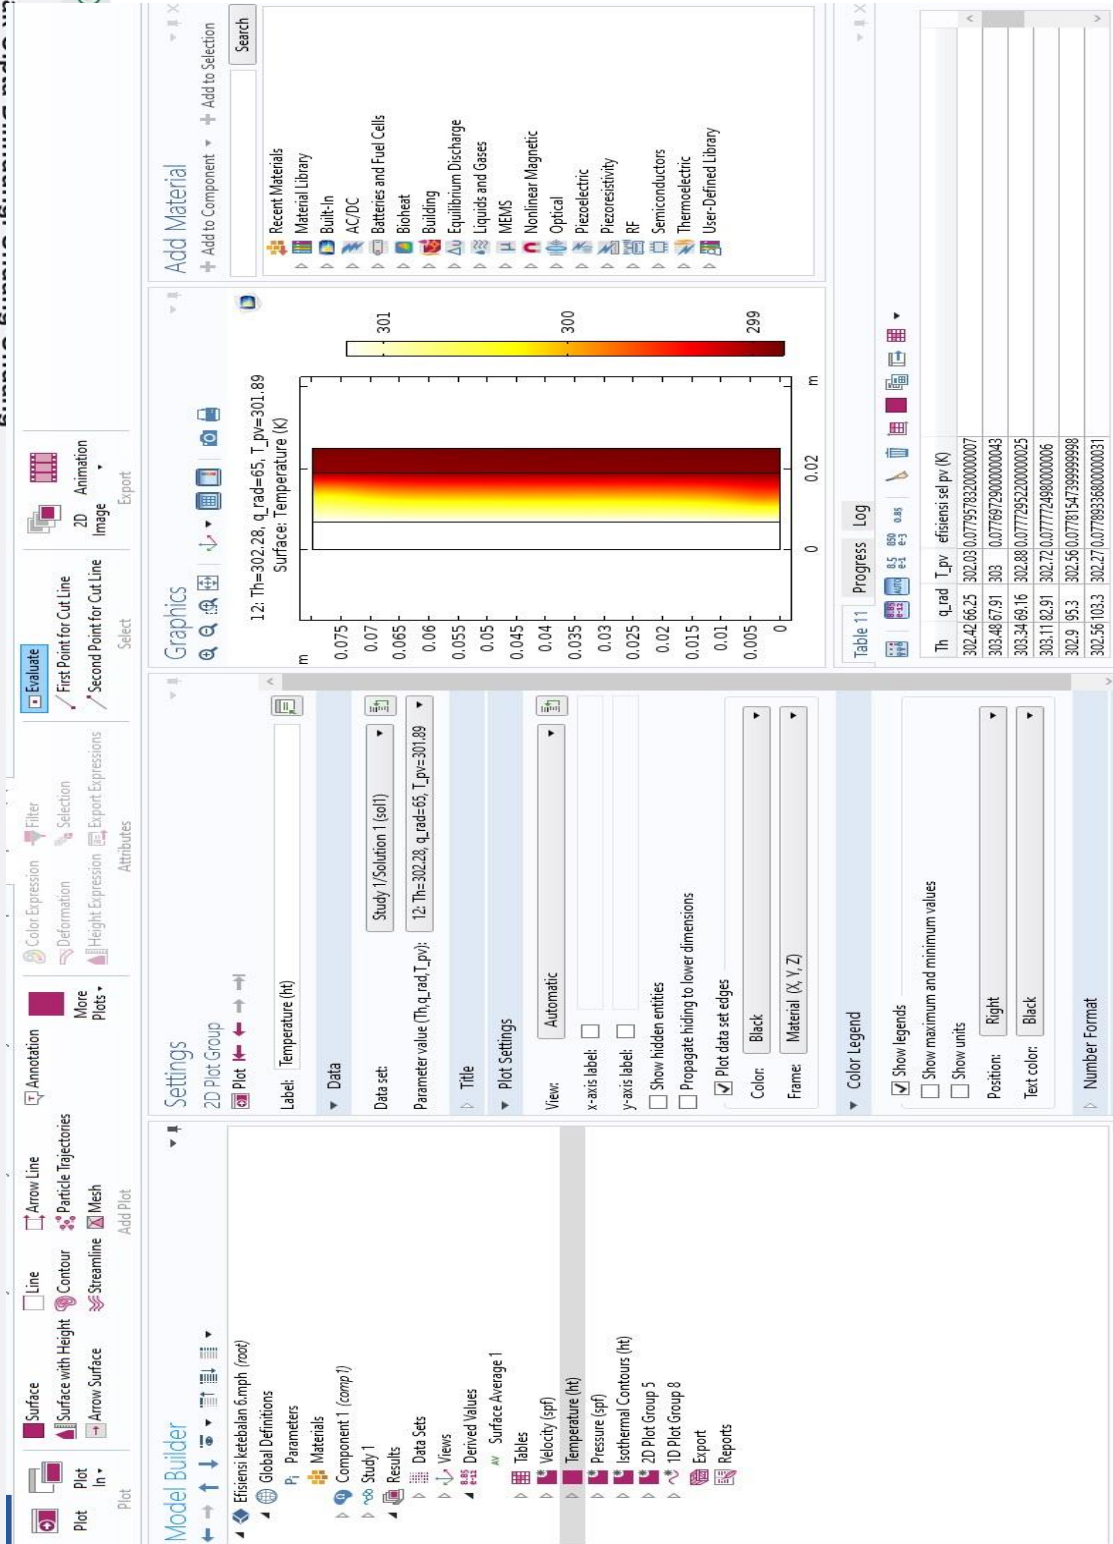 Plot
Plot
In
Plot
Surface
Surface with Height
Arrow Surface
Line
Contour
Streamline
Arrow Line
Particle Trajectories
Mesh
Annotation
More
Plots
Add Plot
Color Expression
Deformation
Height Expression
Filter
Selection
Export Expressions
Attributes
Evaluate
First Point for Cut Line
Second Point for Cut Line
Select
2D
Image
Animation
Export
Model Builder
Efisiensi ketebalan 6.mph (root)
Global Definitions
Pi Parameters
Materials
Component 1 (comp1)
Study 1
Results
Data Sets
Views
Derived Values
Surface Average 1
Tables
Velocity (spf)
Temperature (ht)
Pressure (spf)
Isothermal Contours (ht)
2D Plot Group 5
1D Plot Group 8
Export
Reports
Settings
2D Plot Group
Plot
Label: Temperature (ht)
Data
Data set: Study 1/Solution 1 (sol1)
Parameter value (Th,q_rad,T_pv): 12: Th=302.28, q_rad=65, T_pv=301.89
Title
Plot Settings
View: Automatic
x-axis label:
y-axis label:
Show hidden entities
Propagate hiding to lower dimensions
Plot data set edges
Color: Black
Frame: Material (X, Y, Z)
Color Legend
Show legends
Show maximum and minimum values
Show units
Position: Right
Text color: Black
Number Format
Graphics
12: Th=302.28, q_rad=65, T_pv=301.89
Surface: Temperature (K)
m
0.075
0.07
0.065
0.06
0.055
0.05
0.045
0.04
0.035
0.03
0.025
0.02
0.015
0.01
0.005
0
0 0.02 m
301
300
299
Add Material
Add to Component
Add to Selection
Search
Recent Materials
Material Library
Built-In
AC/DC
Batteries and Fuel Cells
Bioheat
Building
Equilibrium Discharge
Liquids and Gases
MEMS
Nonlinear Magnetic
Optical
Piezoelectric
Piezoresistivity
RF
Semiconductors
Thermoelectric
User-Defined Library
Table 11 Progress Log
8.85 e-12 AUTO 8.5 e-1 850 e-3 0.85
Th q_rad T_pv efisiensi sel pv (K)
302.42 66.25 302.03 0.07795783200000007
303.48 67.91 303 0.07769729000000043
303.34 69.16 302.88 0.07772952200000025
303.11 82.91 302.72 0.0777724980000006
302.9 95.3 302.56 0.07781547399999998
302.56 103.3 302.27 0.07789336800000031